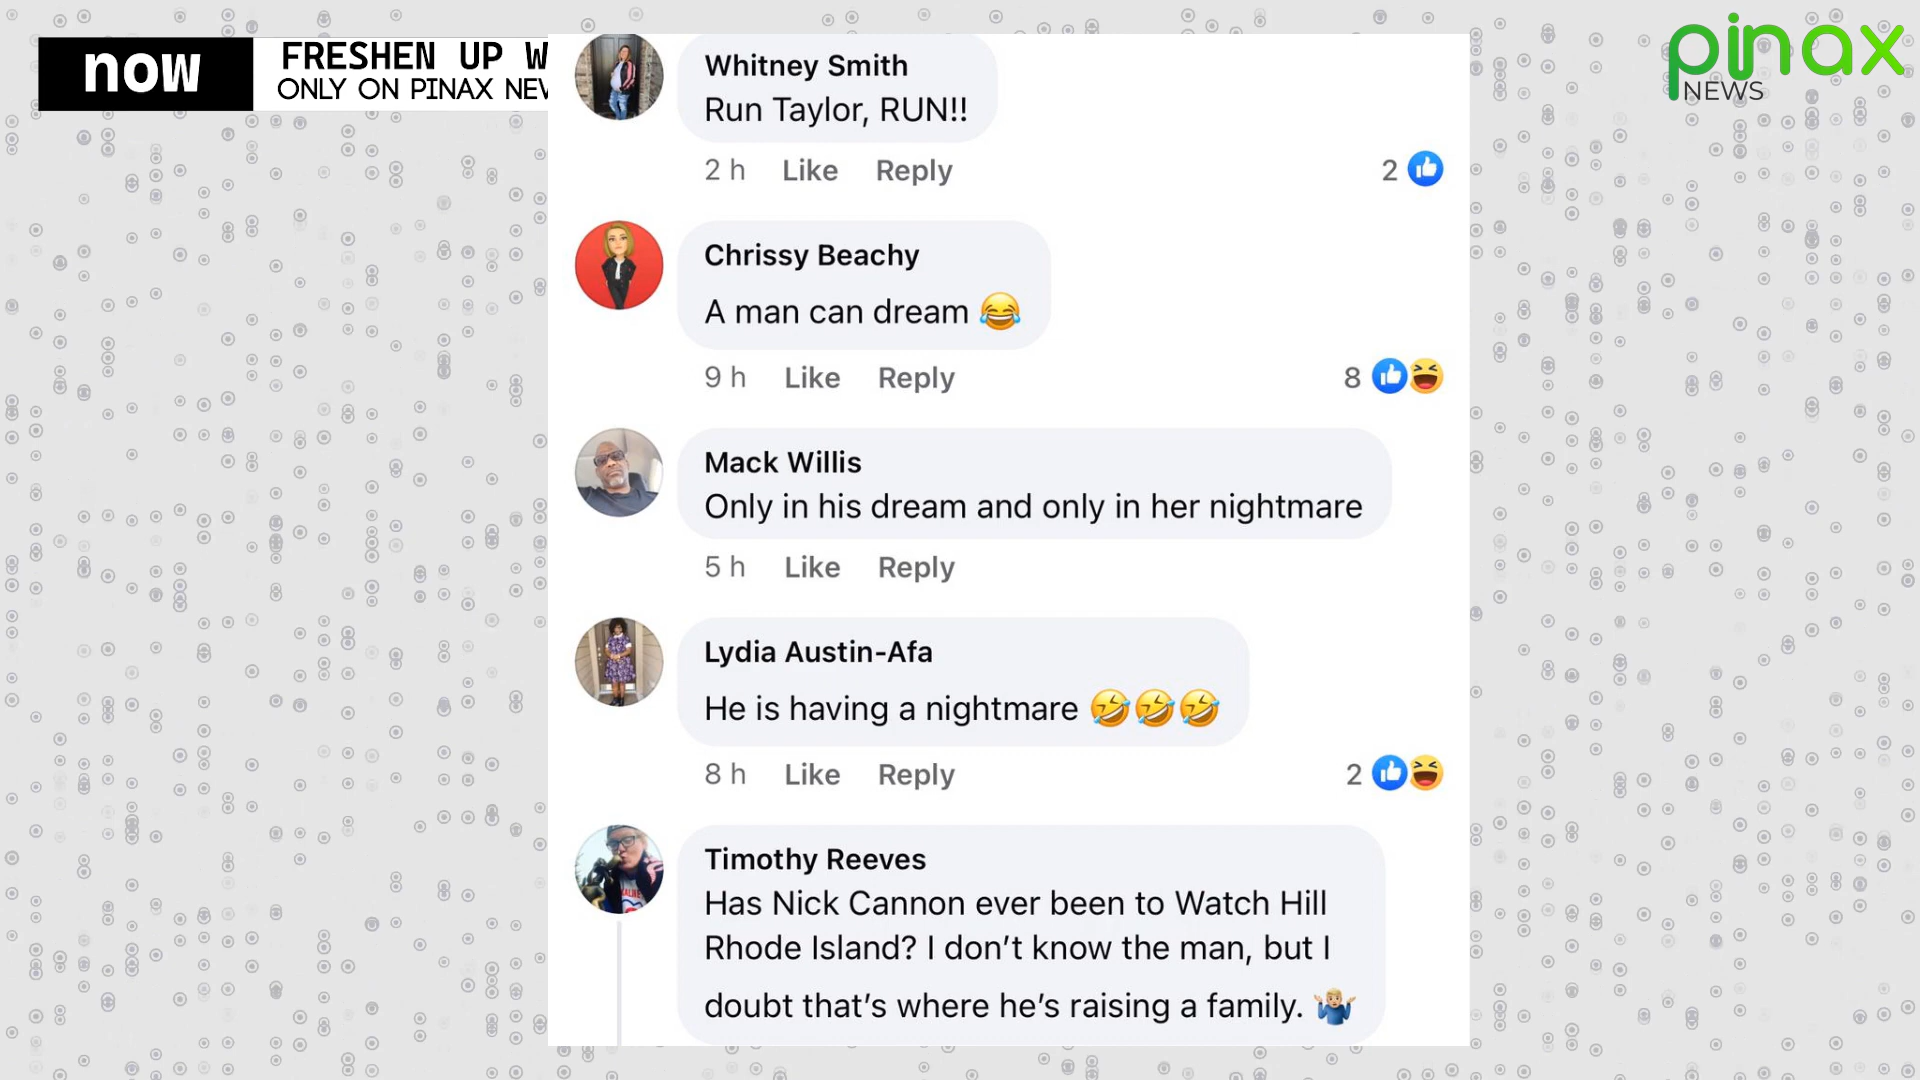 now
FRESHEN UP W
ONLY ON PINAX NEW
pinax
NEWS
Whitney Smith
Run Taylor, RUN!!
2 h Like Reply 2
Chrissy Beachy
A man can dream 😂
9 h Like Reply 8
Mack Willis
Only in his dream and only in her nightmare
5 h Like Reply
Lydia Austin-Afa
He is having a nightmare 🤣🤣🤣
8 h Like Reply 2
Timothy Reeves
Has Nick Cannon ever been to Watch Hill
Rhode Island? I don’t know the man, but I
doubt that’s where he’s raising a family. 🤷🏼‍♂️